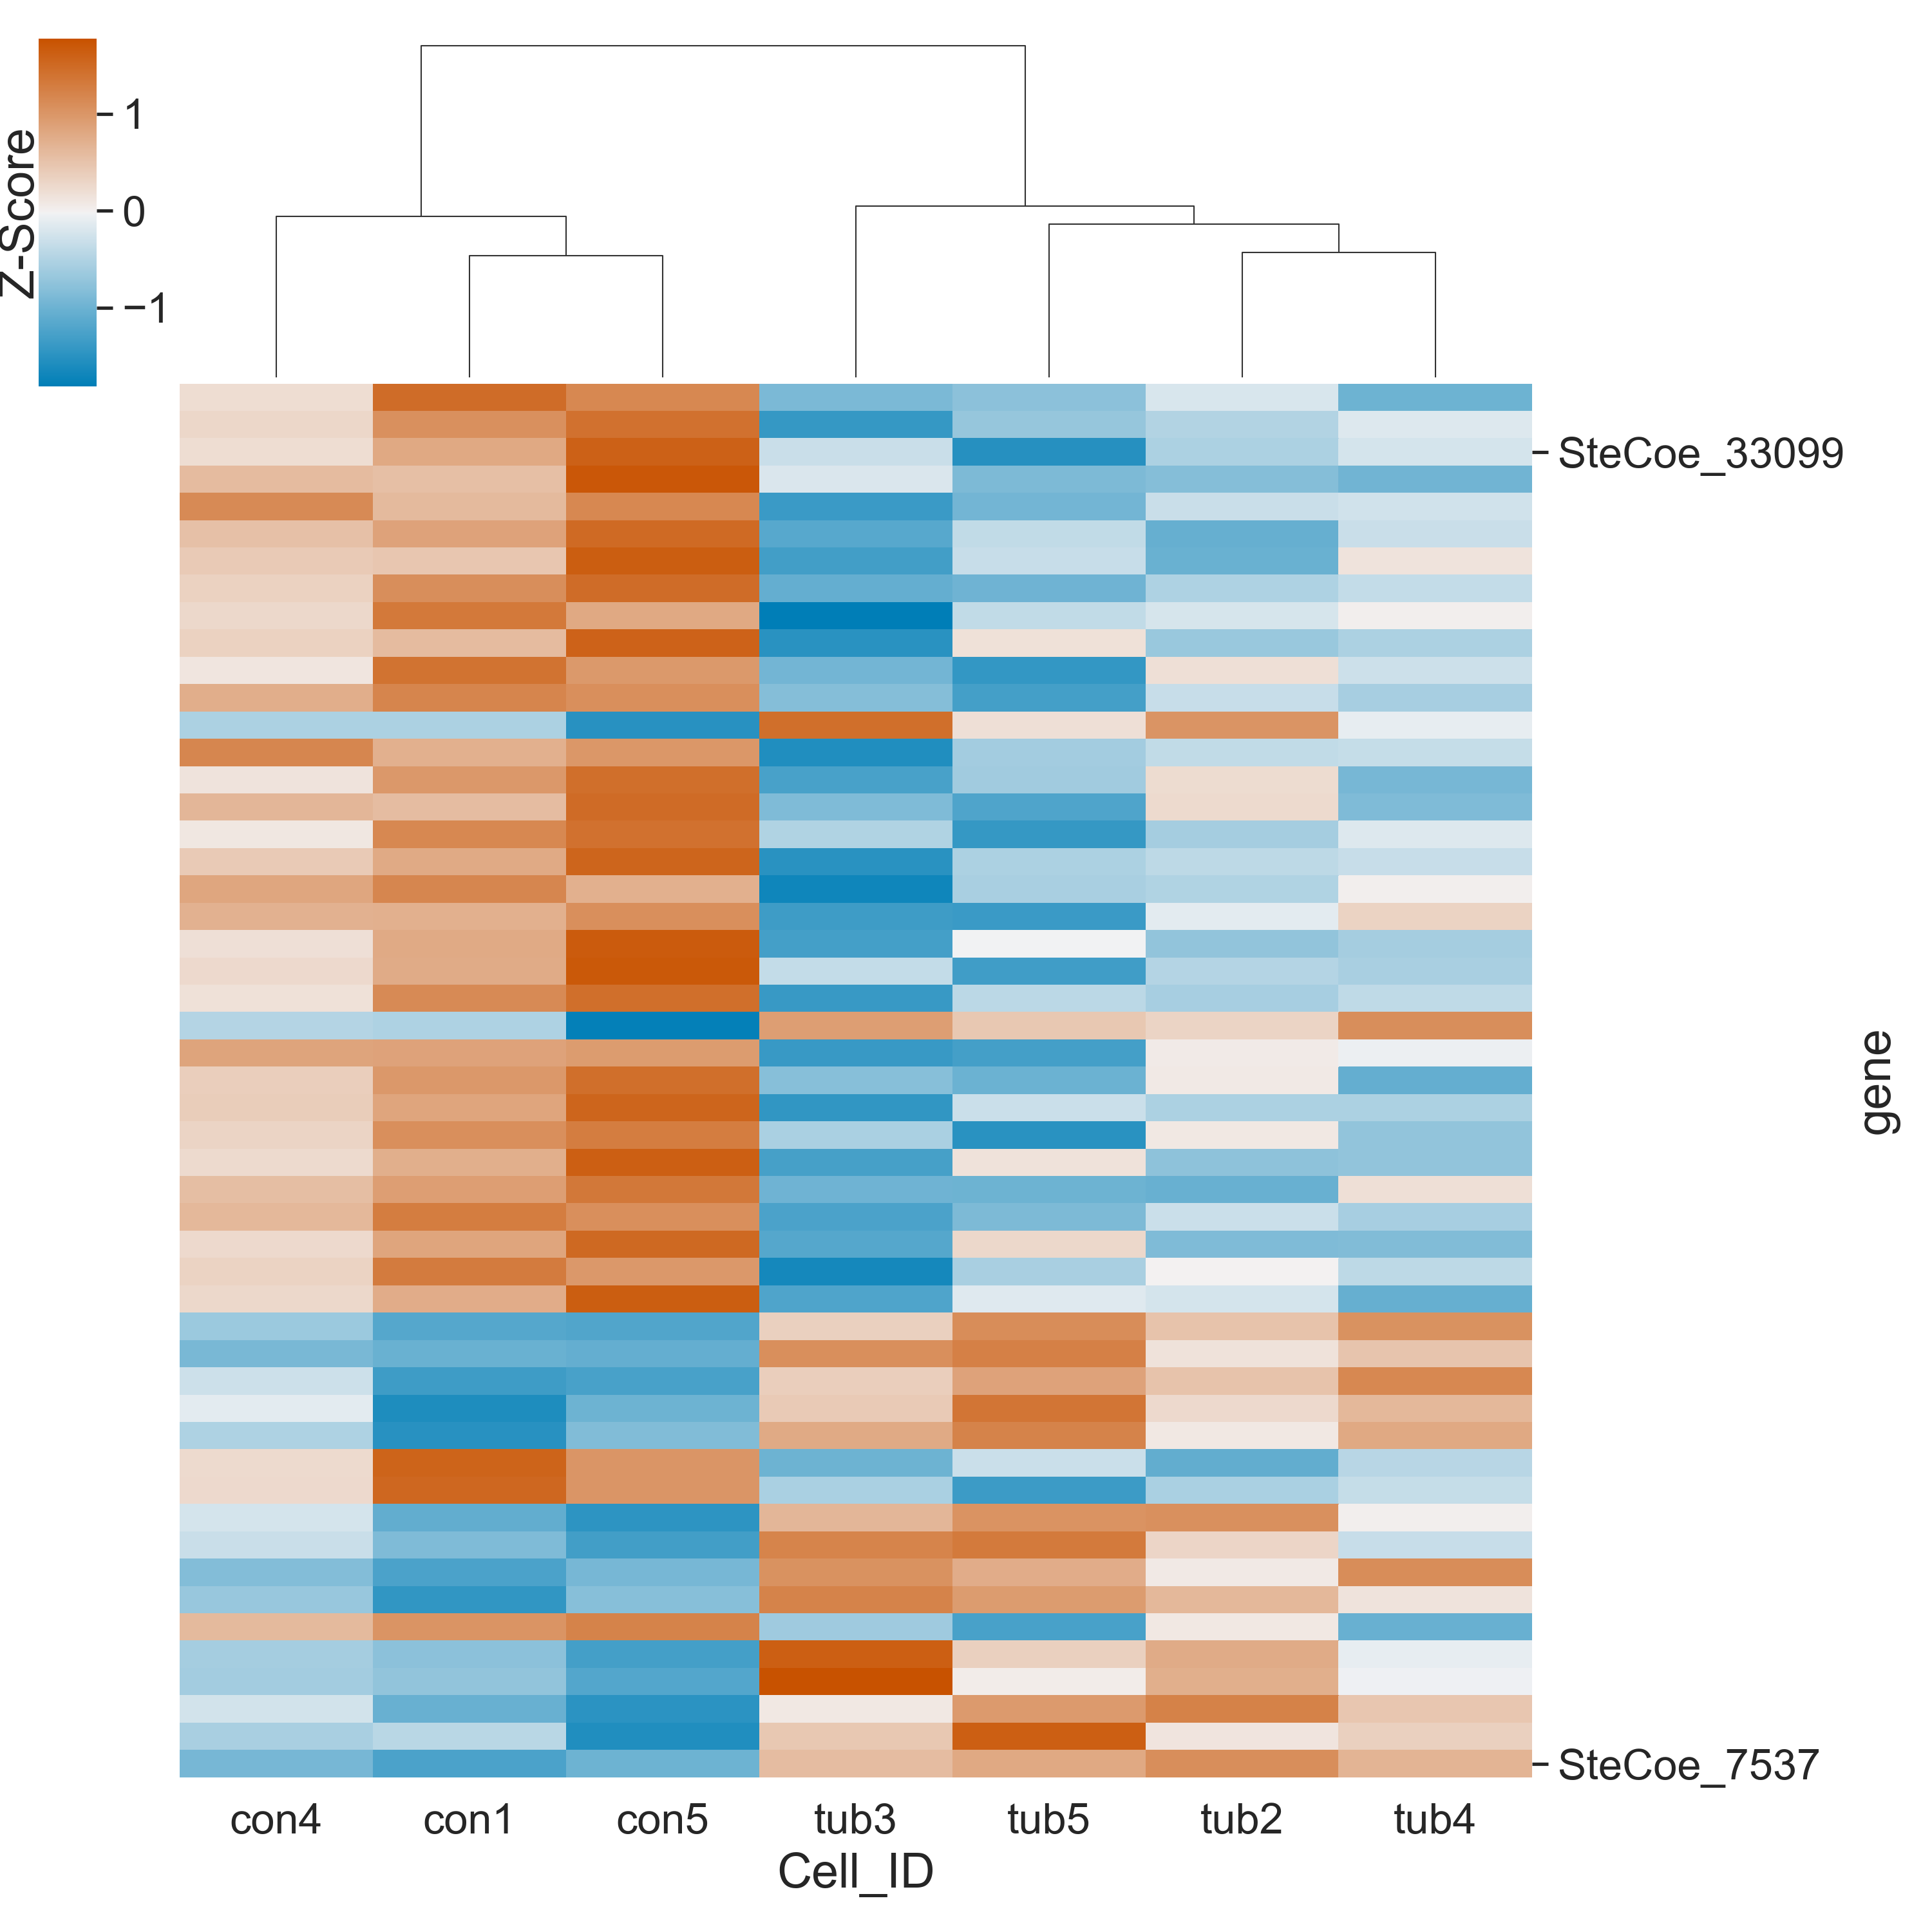 Z-Score
1
0
−1
SteCoe_33099
gene
SteCoe_7537
con4 con1 con5 tub3 tub5 tub2 tub4
Cell_ID